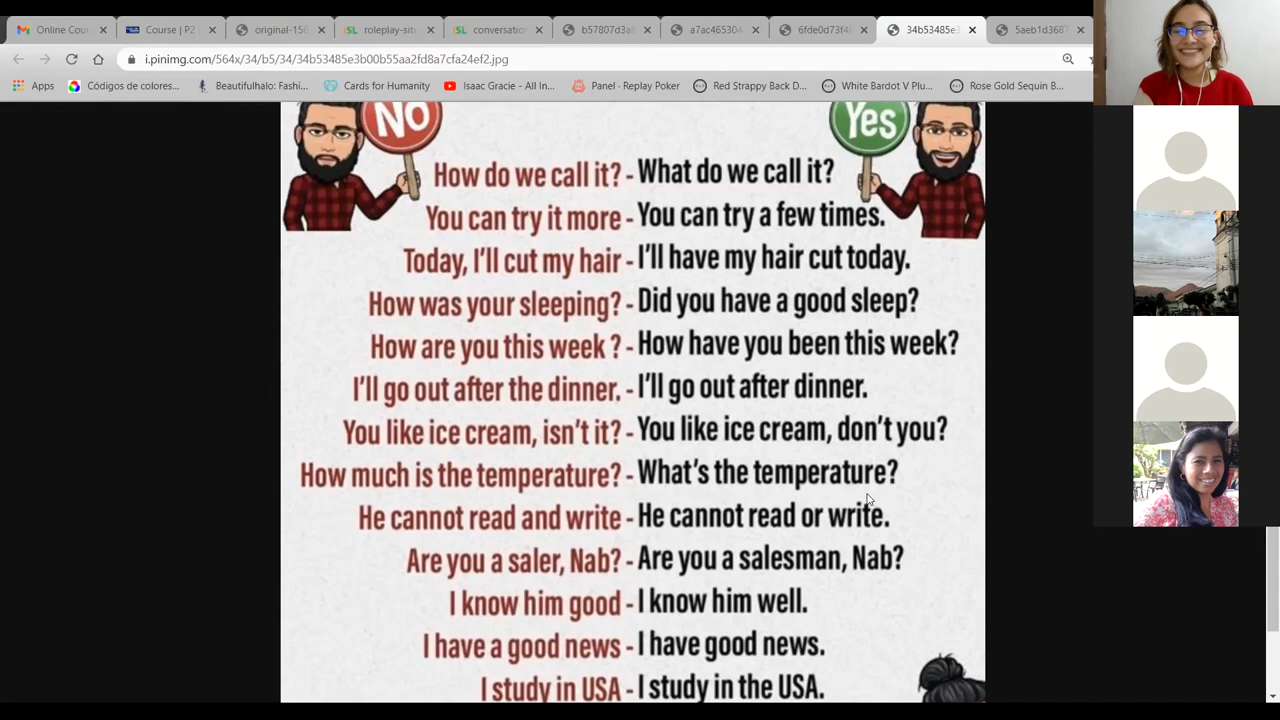 Online Cour
Course | P2
original-158
roleplay-situ
conversation
b57807d3a8
a7ac465304
6fde0d73f4
34b53485e3
5aeb1d3687
i.pinimg.com/564x/34/b5/34/34b53485e3b00b55aa2fd8a7cfa24ef2.jpg
Apps
Códigos de colores...
Beautifulhalo: Fashi...
Cards for Humanity
Isaac Gracie - All In...
Panel · Replay Poker
Red Strappy Back D...
White Bardot V Plu...
Rose Gold Sequin B...
NO
Yes
How do we call it? - What do we call it?
You can try it more - You can try a few times.
Today, I'll cut my hair - I'll have my hair cut today.
How was your sleeping? - Did you have a good sleep?
How are you this week ? - How have you been this week?
I'll go out after the dinner. - I'll go out after dinner.
You like ice cream, isn't it? - You like ice cream, don't you?
How much is the temperature? - What's the temperature?
He cannot read and write - He cannot read or write.
Are you a saler, Nab? - Are you a salesman, Nab?
I know him good - I know him well.
I have a good news - I have good news.
I study in USA - I study in the USA.